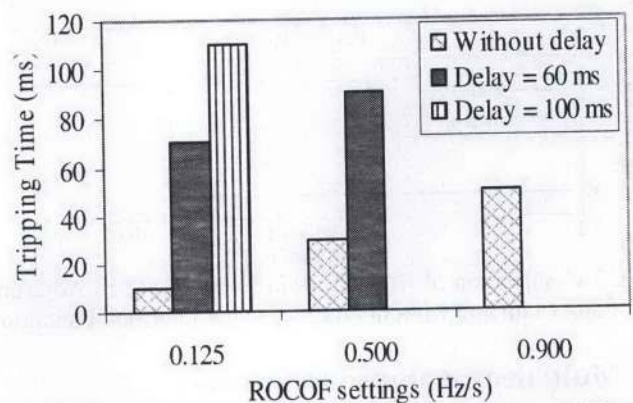 120
100
80
60
40
20
0
Tripping Time (ms)
Without delay
Delay = 60 ms
Delay = 100 ms
0.125 0.500 0.900
ROCOF settings (Hz/s)